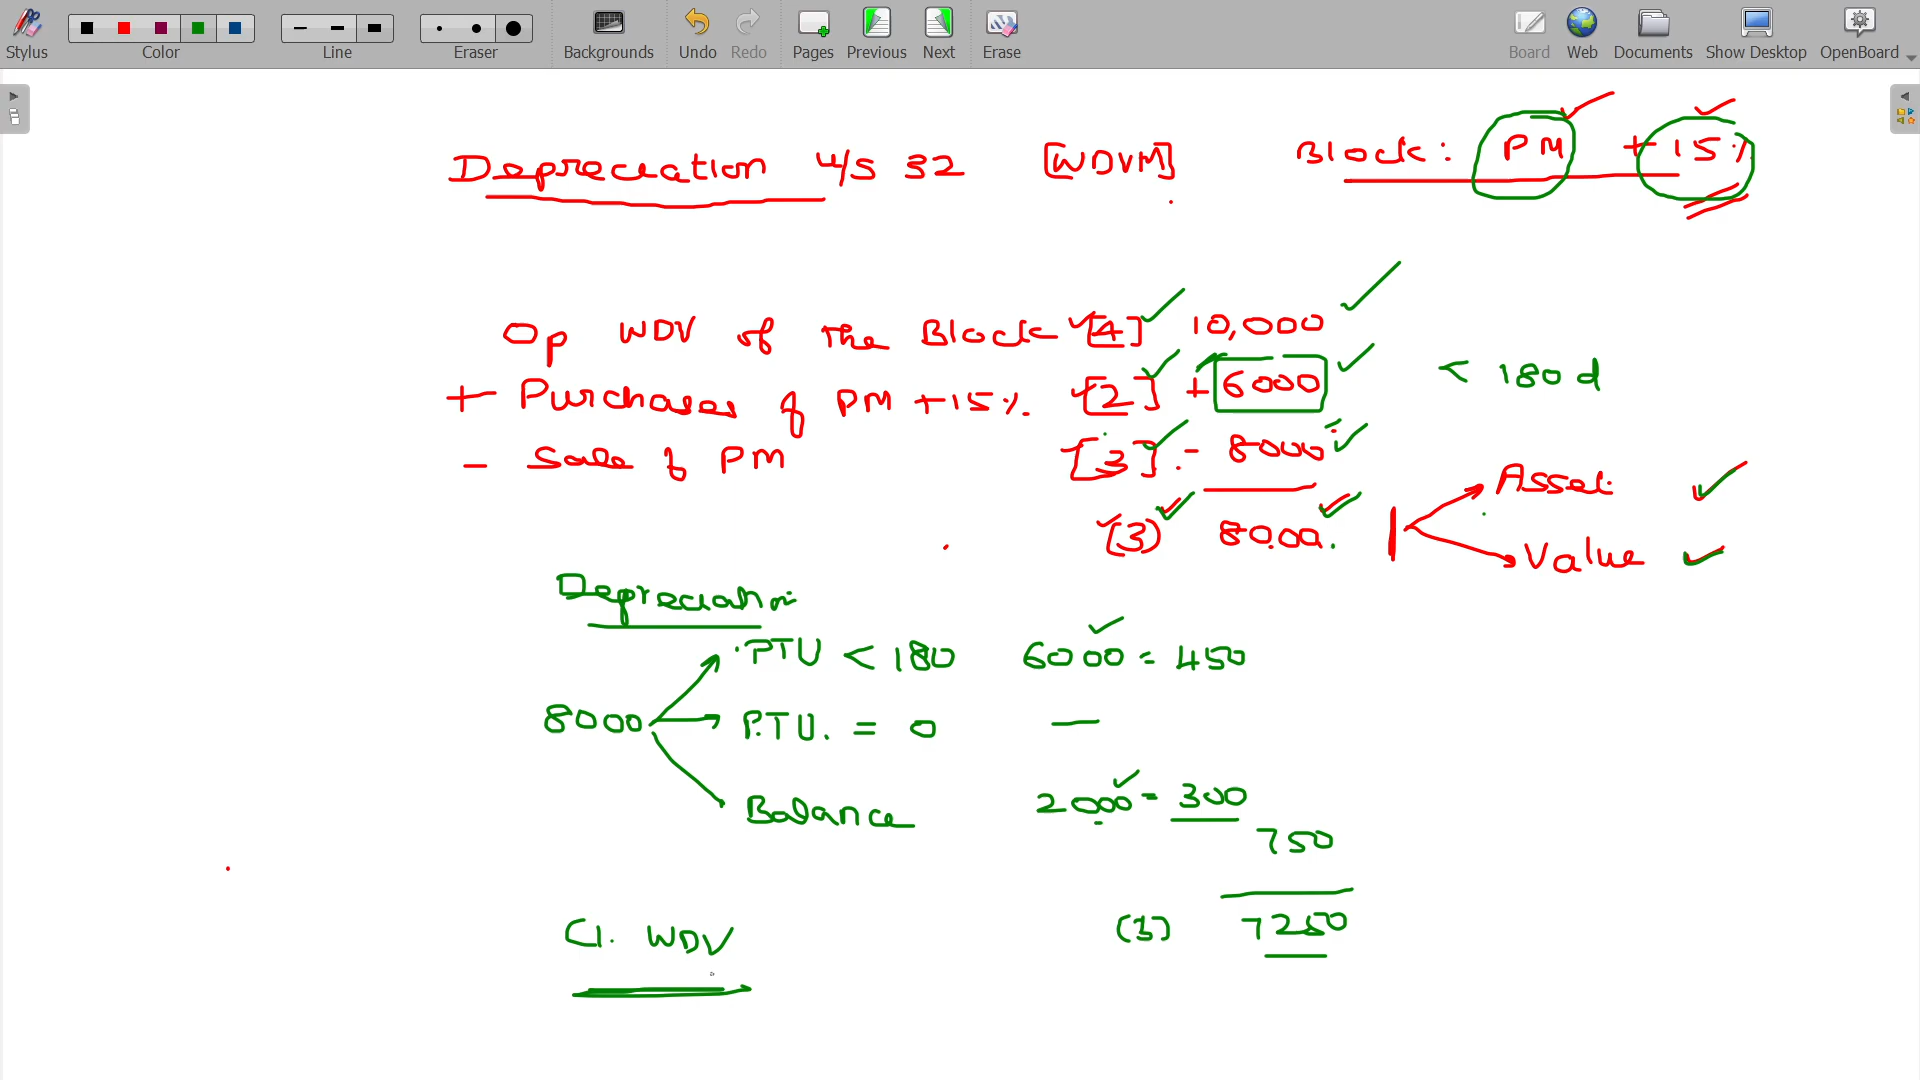 Stylus Color Line Eraser Backgrounds Undo Redo Pages Previous Next Erase Board Web Documents Show Desktop OpenBoard
Depreciation u/s 32 [WDVM] Block: PM + 15%
Op WDV of the Block [4] 10,000
+ Purchases of PM +15%. [2] + 6000 < 180 d
- Sale of PM [3] - 8000
(3) 8000
Asset
Value
Depreciation
8000
PTU < 180 6000 = 450
P.T.U. = 0 —
Balance 2000 = 300
750
Cl. WDV (3) 7250